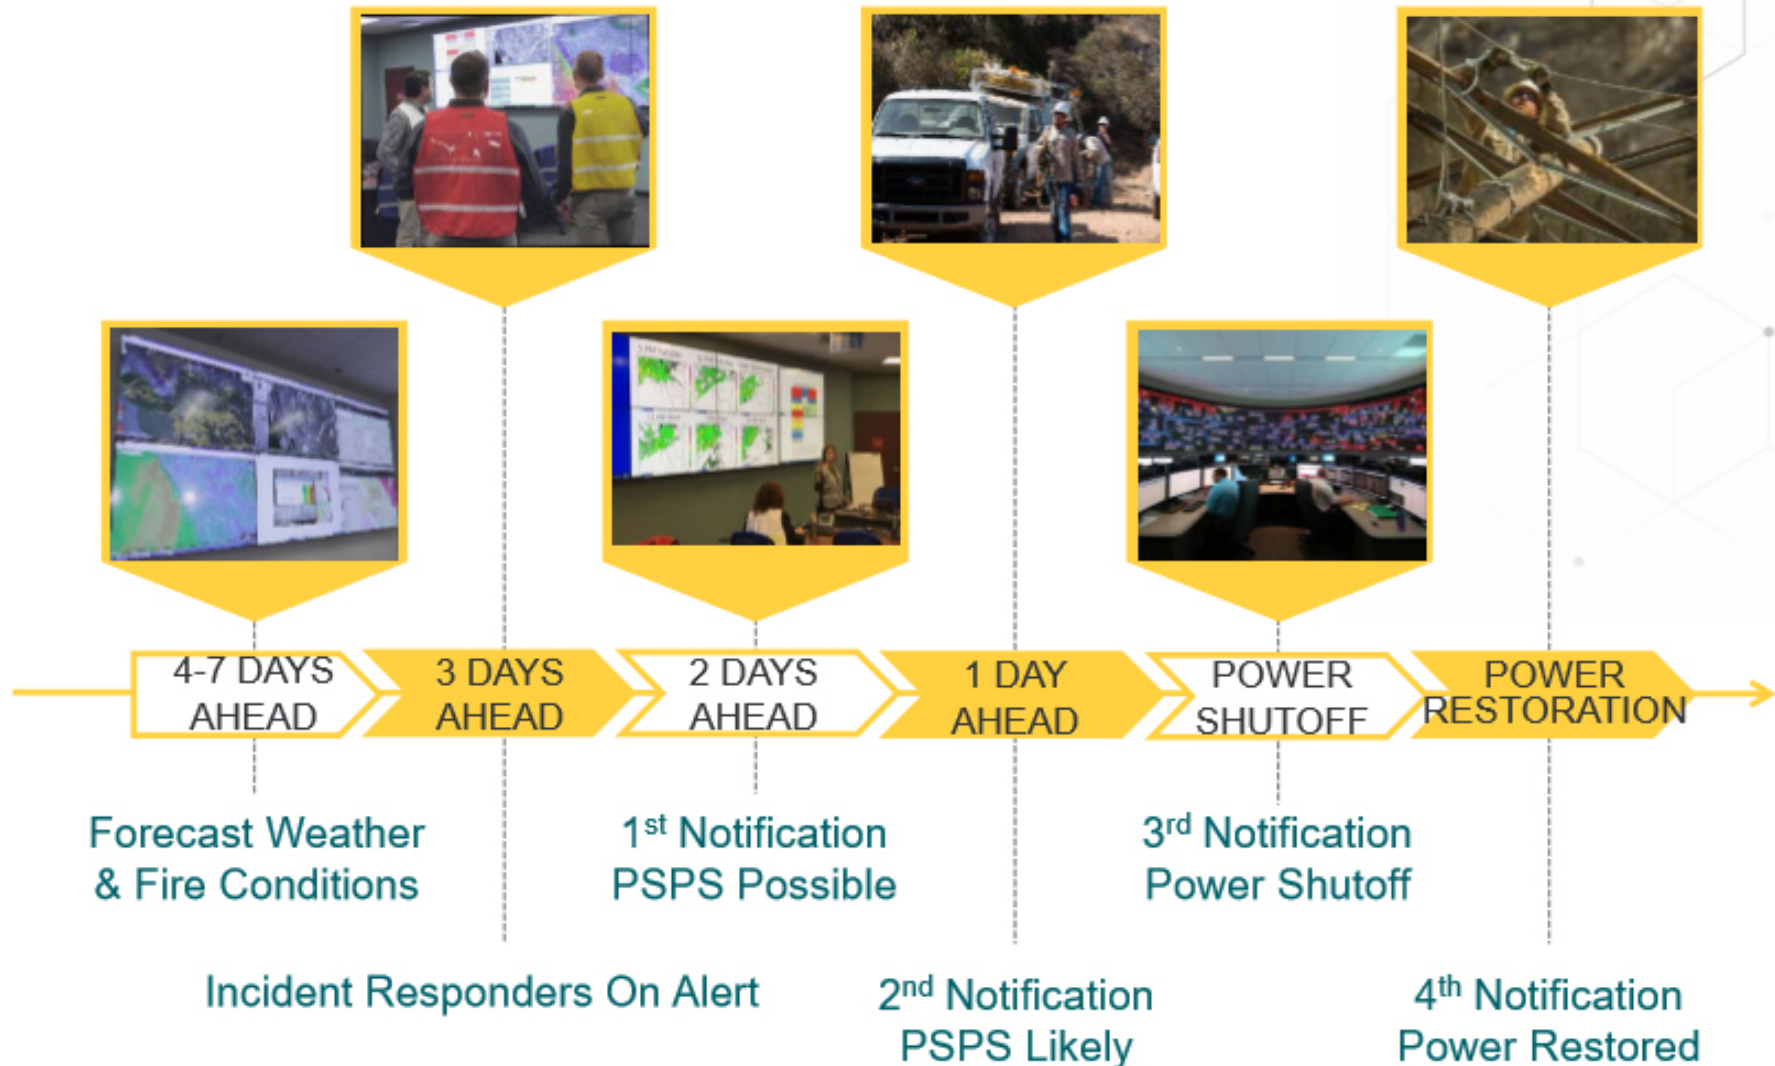 4-7 DAYS
AHEAD
3 DAYS
AHEAD
2 DAYS
AHEAD
1 DAY
AHEAD
POWER
SHUTOFF
POWER
RESTORATION
Forecast Weather
& Fire Conditions
Incident Responders On Alert
1st Notification
PSPS Possible
2nd Notification
PSPS Likely
3rd Notification
Power Shutoff
4th Notification
Power Restored